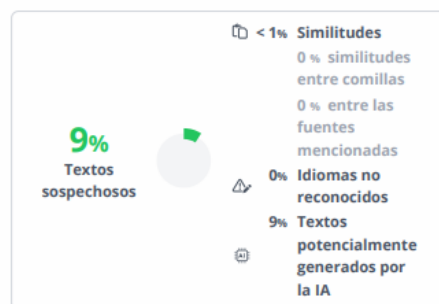 9%
Textos
sospechosos
< 1% Similitudes
0 % similitudes
entre comillas
0 % entre las
fuentes
mencionadas
0% Idiomas no
reconocidos
9% Textos
potencialmente
generados por
la IA
AI